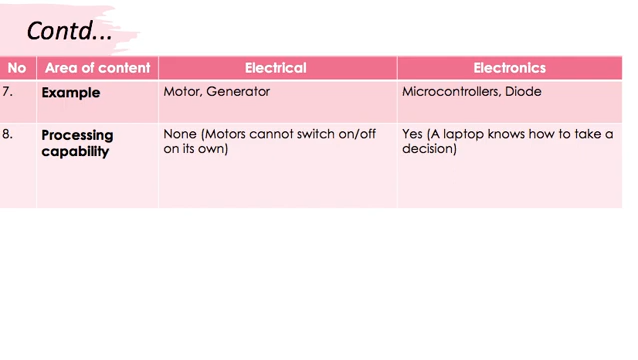 Contd...
No Area of content Electrical Electronics
7. Example Motor, Generator Microcontrollers, Diode
8. Processing capability None (Motors cannot switch on/off on its own) Yes (A laptop knows how to take a decision)